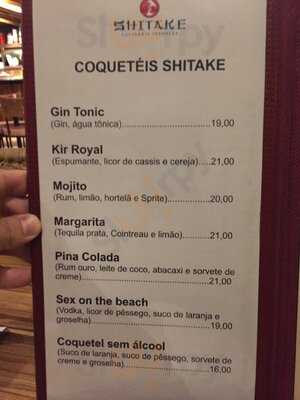 SHITAKE
CULINÁRIA JAPONESA
COQUETÉIS SHITAKE
Gin Tonic
(Gin, água tônica)..............................19,00
Kir Royal
(Espumante, licor de cassis e cereja).....21,00
Mojito
(Rum, limão, hortelã e Sprite)...............20,00
Margarita
(Tequila prata, Cointreau e limão)..........21,00
Pina Colada
(Rum ouro, leite de coco, abacaxi e sorvete de
creme)..............................................21,00
Sex on the beach
(Vodka, licor de pêssego, suco de laranja e
groselha)..........................................19,00
Coquetel sem álcool
(Suco de laranja, suco de pêssego, sorvete de
creme e groselha)..............................16,00